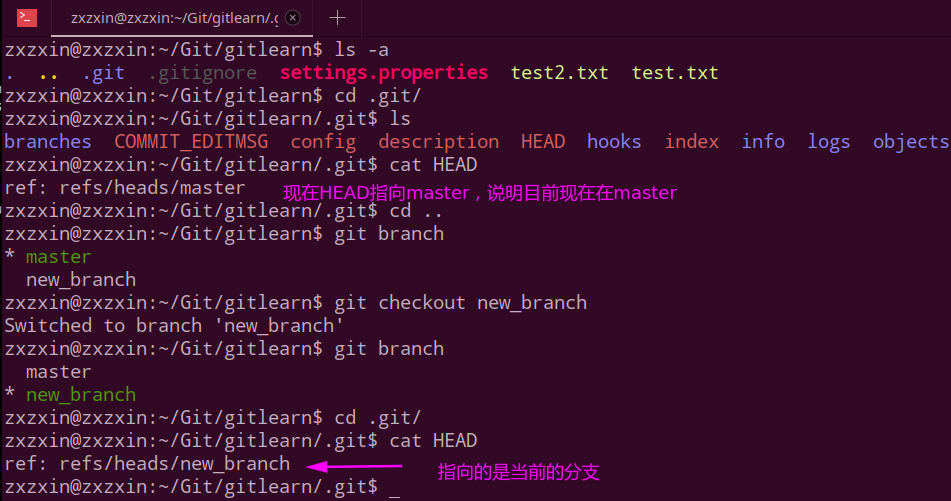 zxzxin@zxzxin:~/Git/gitlearn/.g
zxzxin@zxzxin:~/Git/gitlearn$ ls -a
. .. .git .gitignore settings.properties test2.txt test.txt
zxzxin@zxzxin:~/Git/gitlearn$ cd .git/
zxzxin@zxzxin:~/Git/gitlearn/.git$ ls
branches COMMIT_EDITMSG config description HEAD hooks index info logs objects
zxzxin@zxzxin:~/Git/gitlearn/.git$ cat HEAD
ref: refs/heads/master 现在HEAD指向master，说明目前现在在master
zxzxin@zxzxin:~/Git/gitlearn/.git$ cd ..
zxzxin@zxzxin:~/Git/gitlearn$ git branch
* master
new_branch
zxzxin@zxzxin:~/Git/gitlearn$ git checkout new_branch
Switched to branch 'new_branch'
zxzxin@zxzxin:~/Git/gitlearn$ git branch
master
* new_branch
zxzxin@zxzxin:~/Git/gitlearn$ cd .git/
zxzxin@zxzxin:~/Git/gitlearn/.git$ cat HEAD
ref: refs/heads/new_branch 指向的是当前的分支
zxzxin@zxzxin:~/Git/gitlearn/.git$ _